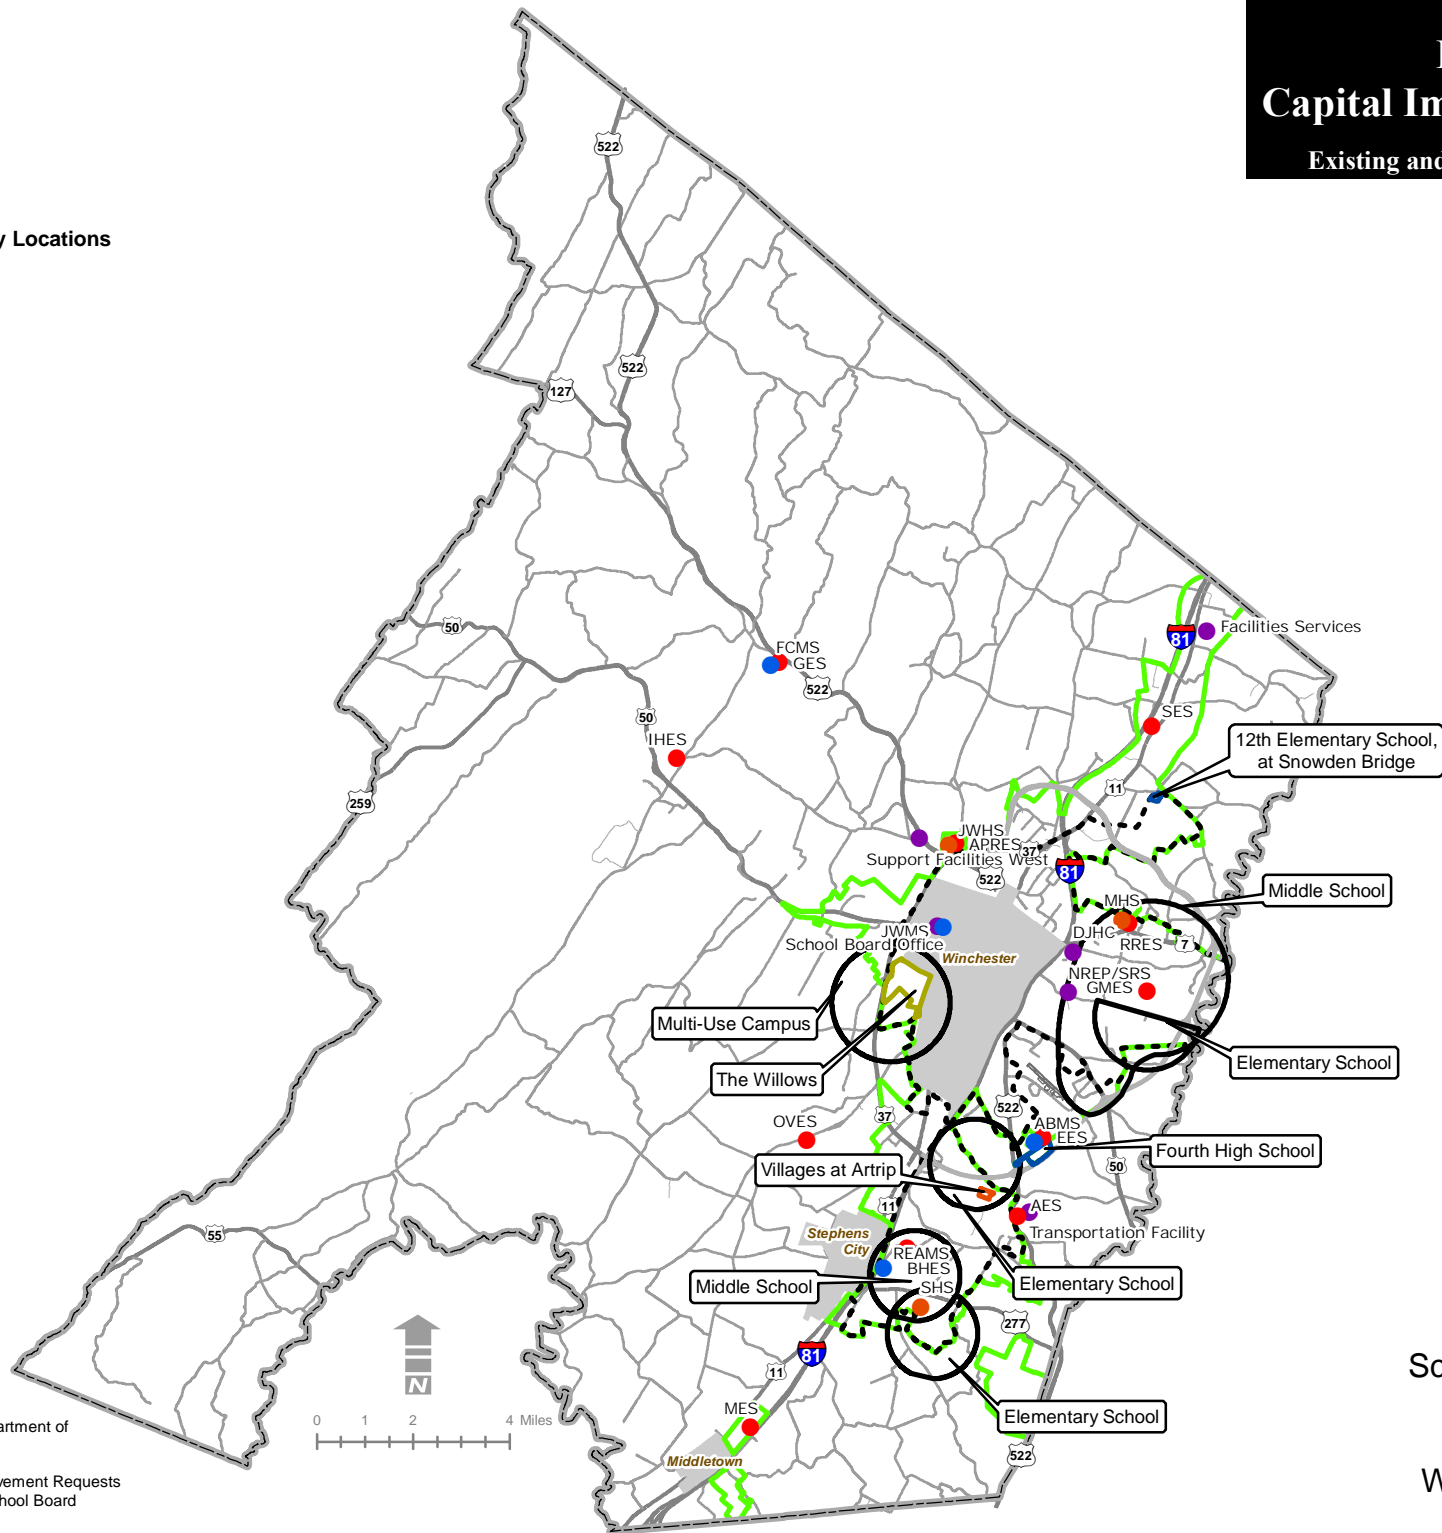 Capital Im
Existing and
y Locations
522
522
127
50
81
Facilities Services
FCMS
GES
522
50
IHES
SES
12th Elementary School,
at Snowden Bridge
259
11
JWHS
APRES
37
Support Facilities West
522
81
Middle School
MHS
DJHC
RRES
7
JWMS
School Board Office
Winchester
NREP/SRS
GMES
Multi-Use Campus
The Willows
Elementary School
OVES
37
522
ABMS
EES
Fourth High School
50
Villages at Artrip
11
AES
Transportation Facility
55
Stephens
City
REAMS
BHES
Middle School
Elementary School
SHS
277
81
N
11
0 1 2 4 Miles
MES
Elementary School
Middletown
522
artment of
vement Requests
hool Board
Sc
W